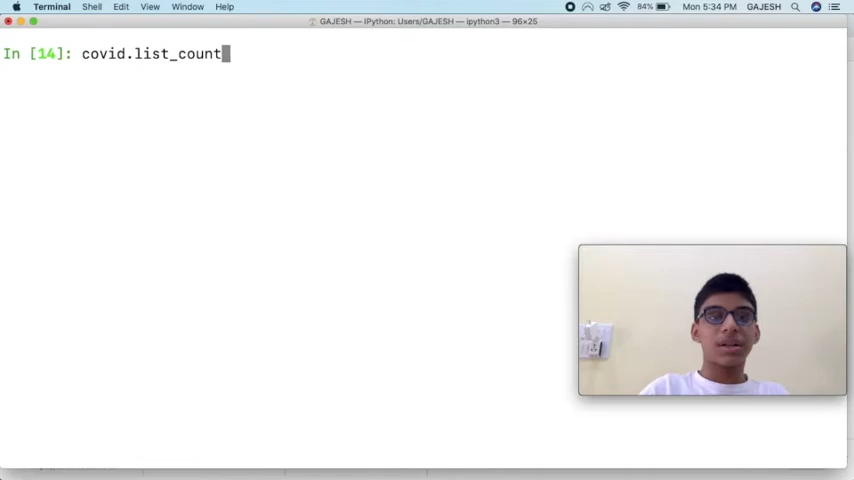 Terminal Shell Edit View Window Help 84% Mon 5:34 PM GAJESH
GAJESH — IPython: Users/GAJESH — ipython3 — 96×25
In [14]: covid.list_count